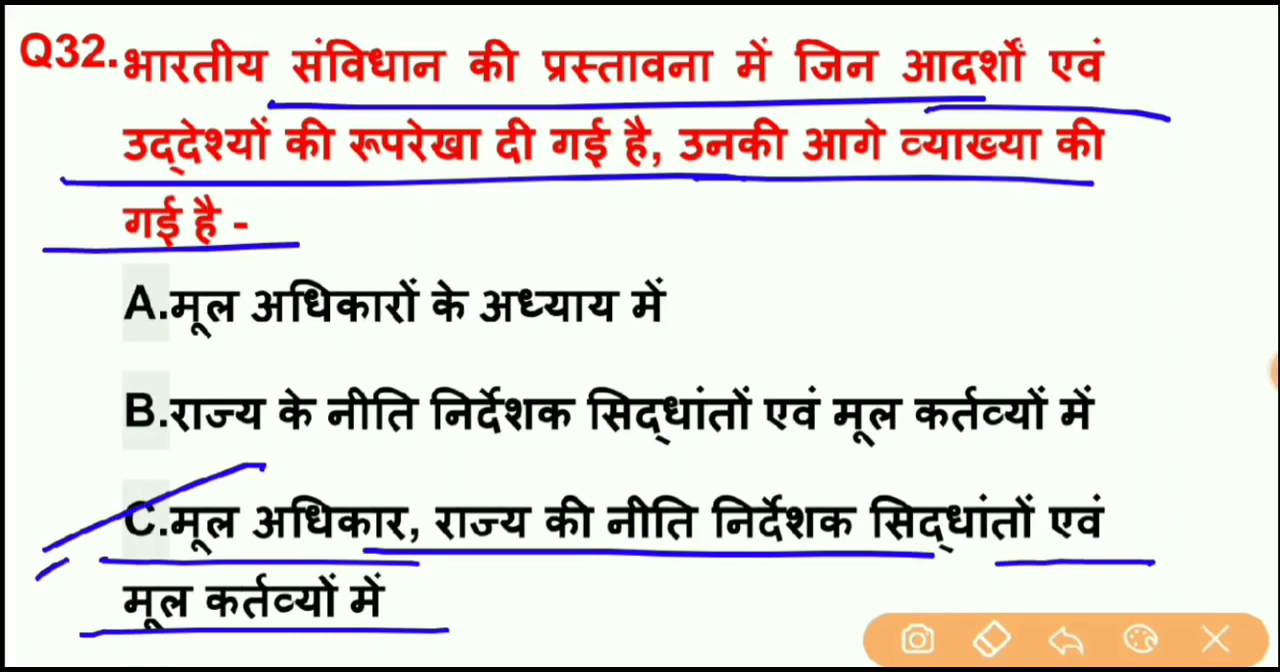 Q32.भारतीय संविधान की प्रस्तावना में जिन आदर्शों एवं
उद्देश्यों की रूपरेखा दी गई है, उनकी आगे व्याख्या की
गई है -
A.मूल अधिकारों के अध्याय में
B.राज्य के नीति निर्देशक सिद्धांतों एवं मूल कर्तव्यों में
C.मूल अधिकार, राज्य की नीति निर्देशक सिद्धांतों एवं
मूल कर्तव्यों में